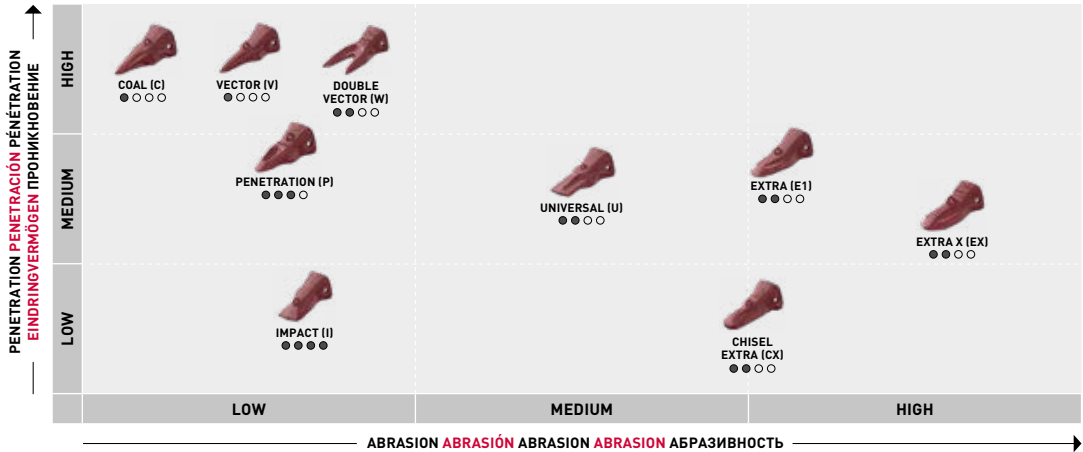 PENETRATION PENETRACIÓN PÉNÉTRATION
EINDRINGVERMÖGEN ПРОНИКНОВЕНИЕ
HIGH
COAL (C)
VECTOR (V)
DOUBLE
VECTOR (W)
MEDIUM
PENETRATION (P)
UNIVERSAL (U)
EXTRA (E1)
EXTRA X (EX)
LOW
IMPACT (I)
CHISEL
EXTRA (CX)
LOW
MEDIUM
HIGH
ABRASION ABRASIÓN ABRASION ABRASION АБРАЗИВНОСТЬ